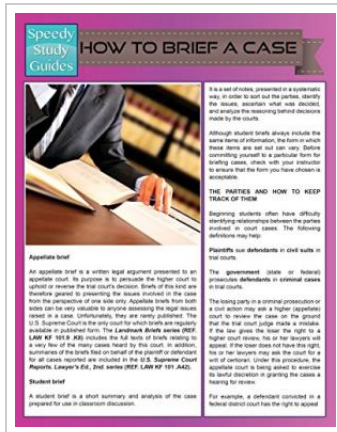 Speedy
Study
Guides
HOW TO BRIEF A CASE
Appellate brief
An appellate brief is a written legal argument presented to an
appellate court. Its purpose is to persuade the higher court to
uphold or reverse the trial court's decision. Briefs of this kind are
therefore geared to presenting the issues involved in the case
from the perspective of one side only. Appellate briefs from both
sides can be very valuable to anyone assessing the legal issues
raised in a case. Unfortunately, they are rarely published. The
U.S. Supreme Court is the only court for which briefs are regularly
available in published form. The Landmark Briefs series (REF.
LAW KF 101.9 .K8) includes the full texts of briefs relating to
a very few of the many cases heard by this court. In addition,
summaries of the briefs filed on behalf of the plaintiff or defendant
for all cases reported are included in the U.S. Supreme Court
Reports. Lawyer's Ed., 2nd. series (REF. LAW KF 101 .A42).
Student brief
A student brief is a short summary and analysis of the case
prepared for use in classroom discussion.
It is a set of notes, presented in a systematic
way, in order to sort out the parties, identify
the issues, ascertain what was decided,
and analyze the reasoning behind decisions
made by the courts.
Although student briefs always include the
same items of information, the form in which
these items are set out can vary. Before
committing yourself to a particular form for
briefing cases, check with your instructor
to ensure that the form you have chosen is
acceptable.
THE PARTIES AND HOW TO KEEP
TRACK OF THEM
Beginning students often have difficulty
identifying relationships between the parties
involved in court cases. The following
definitions may help:
Plaintiffs sue defendants in civil suits in
trial courts.
The government (state or federal)
prosecutes defendants in criminal cases
in trial courts.
The losing party in a criminal prosecution or
a civil action may ask a higher (appellate)
court to review the case on the ground
that the trial court judge made a mistake.
If the law gives the loser the right to a
higher court review, his or her lawyers will
appeal. If the loser does not have this right,
his or her lawyers may ask the court for a
writ of certiorari. Under this procedure, the
appellate court is being asked to exercise
its lawful discretion in granting the cases a
hearing for review.
For example, a defendant convicted in a
federal district court has the right to appeal